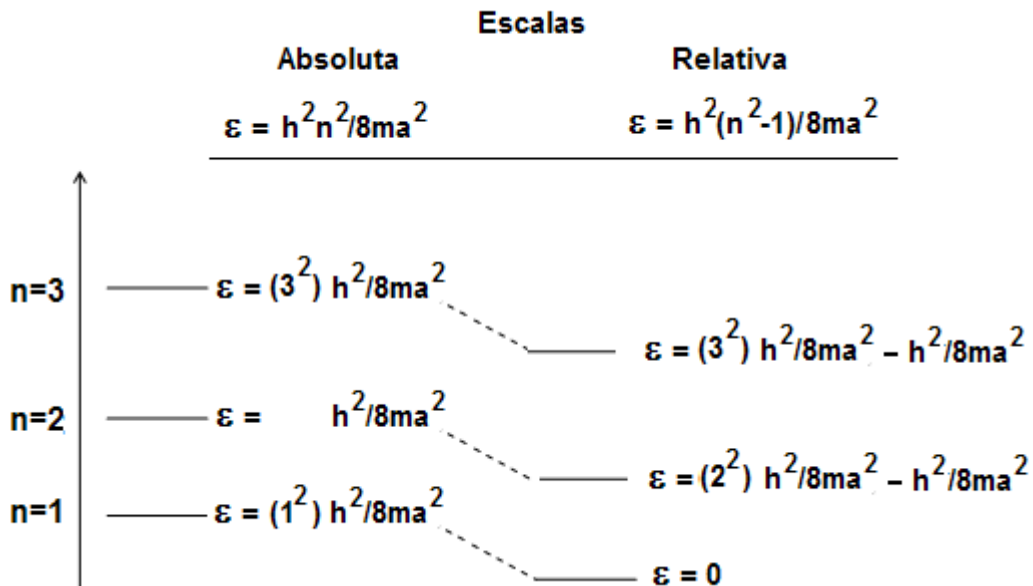 Escalas
Absoluta Relativa
ε = h²n²/8ma² ε = h²(n²-1)/8ma²
n=3 ε = (3²) h²/8ma²
ε = (3²) h²/8ma² – h²/8ma²
n=2 ε = h²/8ma²
ε = (2²) h²/8ma² – h²/8ma²
n=1 ε = (1²) h²/8ma²
ε = 0